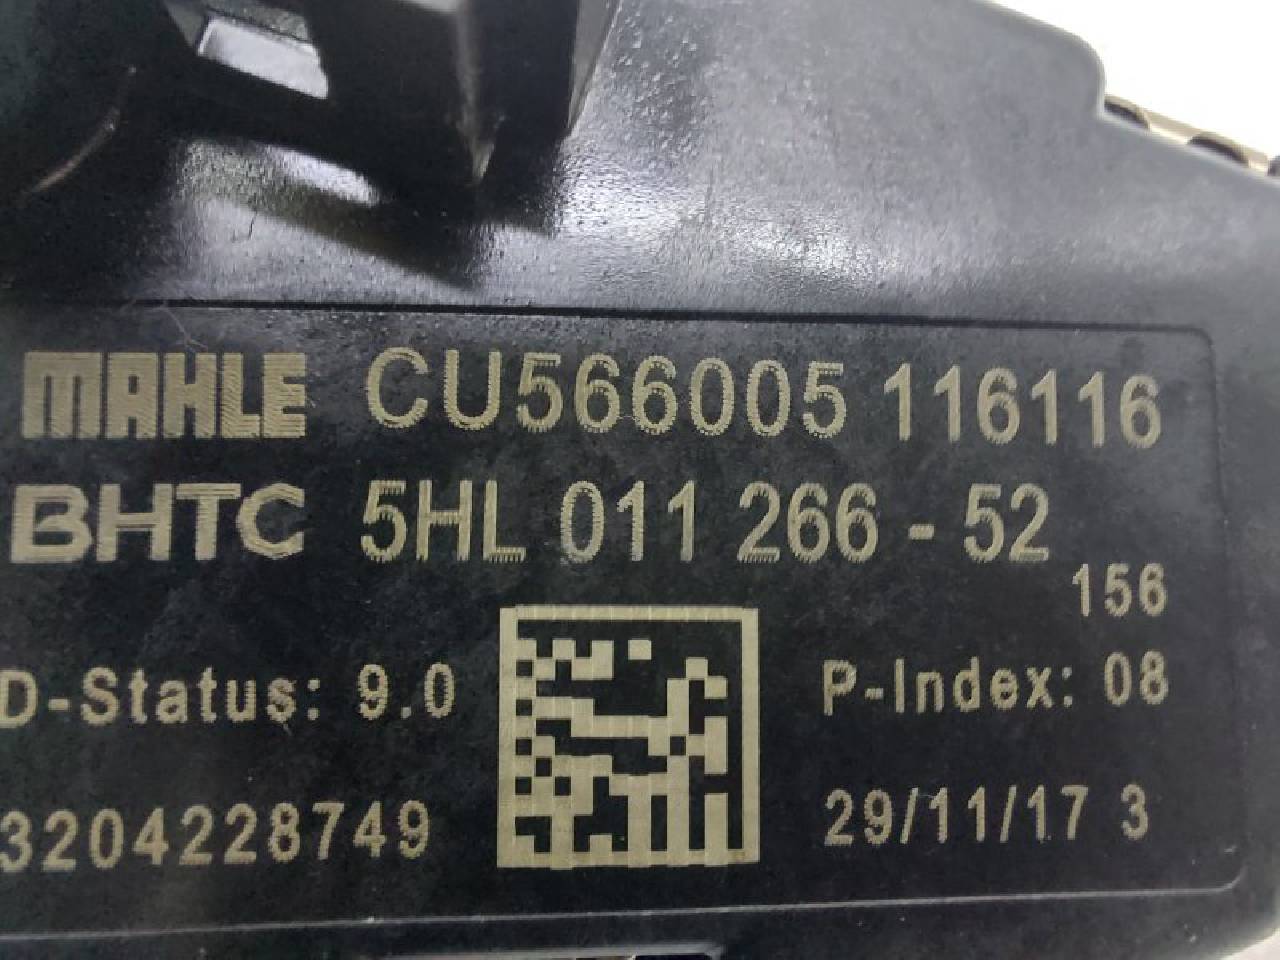 MAHLE CU566005 116116
BHTC 5HL 011 266 - 52
156
D-Status: 9.0 P-Index: 08
3204228749 29/11/17 3